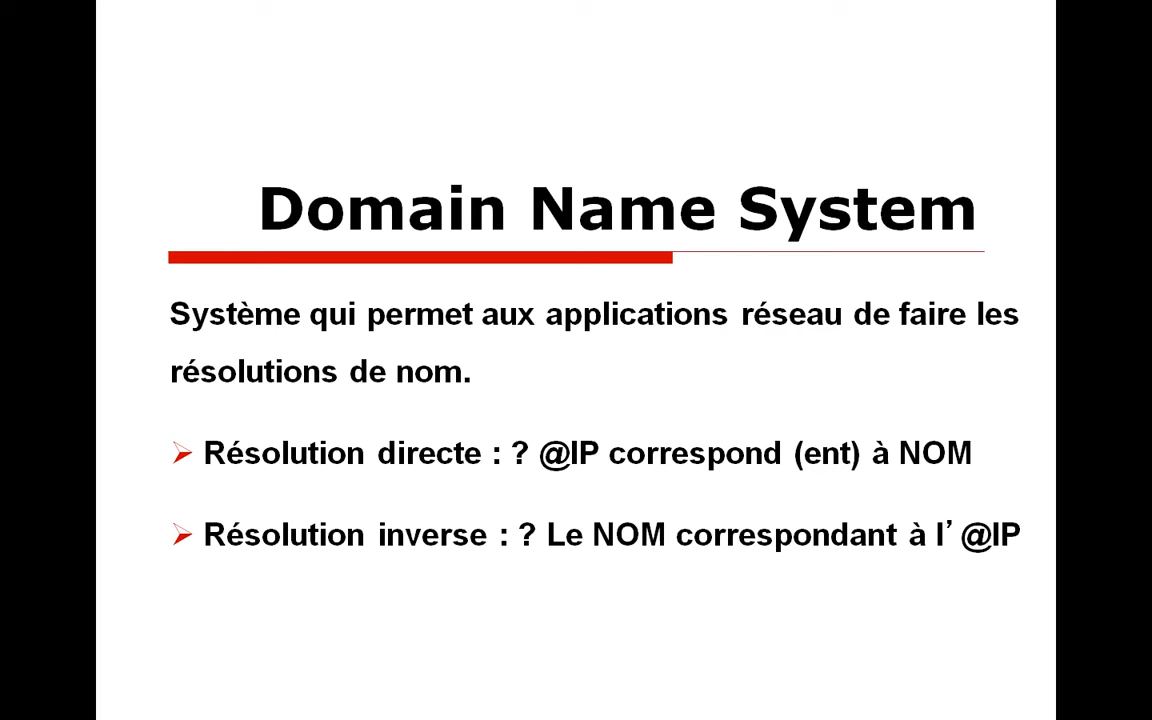 Domain Name System
Système qui permet aux applications réseau de faire les
résolutions de nom.
Résolution directe : ? @IP correspond (ent) à NOM
Résolution inverse : ? Le NOM correspondant à l’ @IP